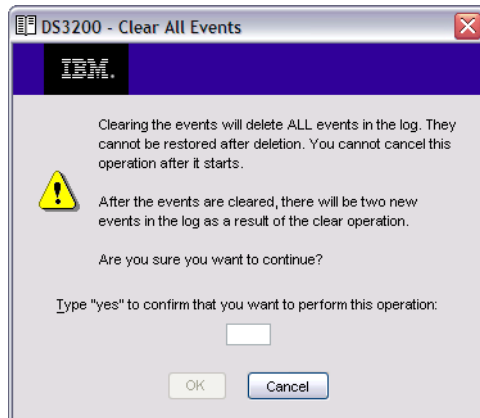 DS3200 - Clear All Events
IBM.
Clearing the events will delete ALL events in the log. They
cannot be restored after deletion. You cannot cancel this
operation after it starts.
After the events are cleared, there will be two new
events in the log as a result of the clear operation.
Are you sure you want to continue?
Type "yes" to confirm that you want to perform this operation:
OK
Cancel